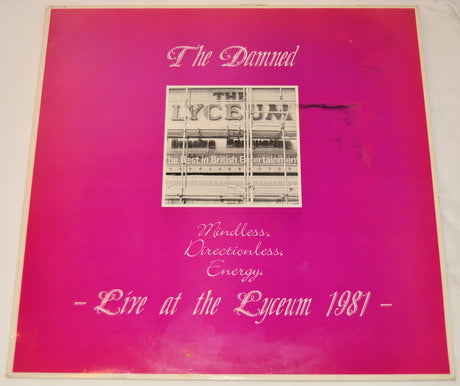 The Damned
THE
LYCEUM
The Best in British Entertainment
Mindless,
Directionless,
Energy.
- Live at the Lyceum 1981 -